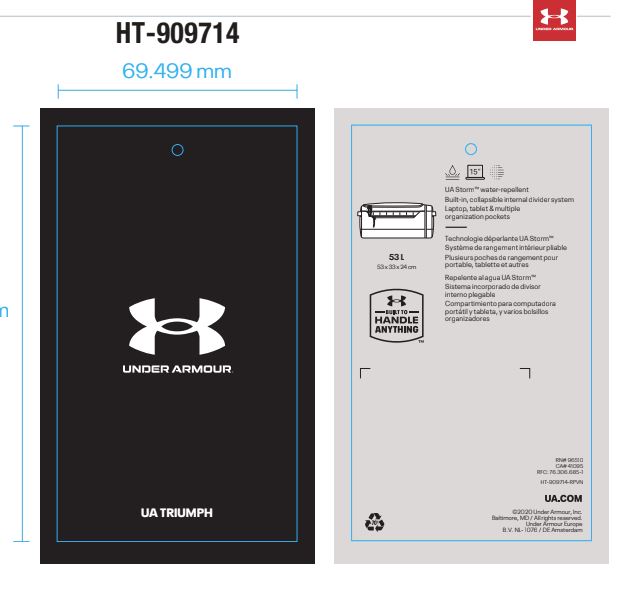 HT-909714
UNDER ARMOUR
69.499 mm
m
UNDER ARMOUR
UA TRIUMPH
15"
UA Storm™ water-repellent
Built-in, collapsible internal divider system
Laptop, tablet & multiple
organization pockets
Technologie déperlante UA Storm™
Système de rangement intérieur pliable
Plusieurs poches de rangement pour
portable, tablette et autres
Repelente al agua UA Storm™
Sistema incorporado de divisor
interno plegable
Compartimiento para computadora
portátil y tableta, y varios bolsillos
organizadores
53 L
53 x 33 x 24 cm
BUILT TO
HANDLE
ANYTHING
™
RN# 96510
CA# 41095
RFC: 76.306.685-1
HT-909714-RPVN
UA.COM
©2020 Under Armour, Inc.
Baltimore, MD / All rights reserved.
Under Armour Europe
B.V. NL- 1076 / DE Amsterdam